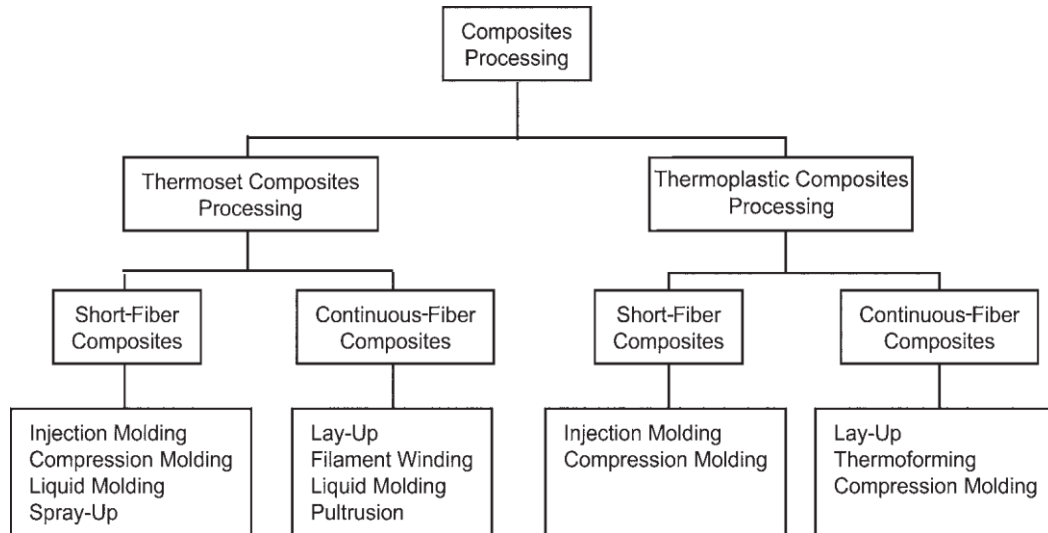 Composites
Processing
Thermoset Composites
Processing
Thermoplastic Composites
Processing
Short-Fiber
Composites
Continuous-Fiber
Composites
Short-Fiber
Composites
Continuous-Fiber
Composites
Injection Molding
Compression Molding
Liquid Molding
Spray-Up
Lay-Up
Filament Winding
Liquid Molding
Pultrusion
Injection Molding
Compression Molding
Lay-Up
Thermoforming
Compression Molding